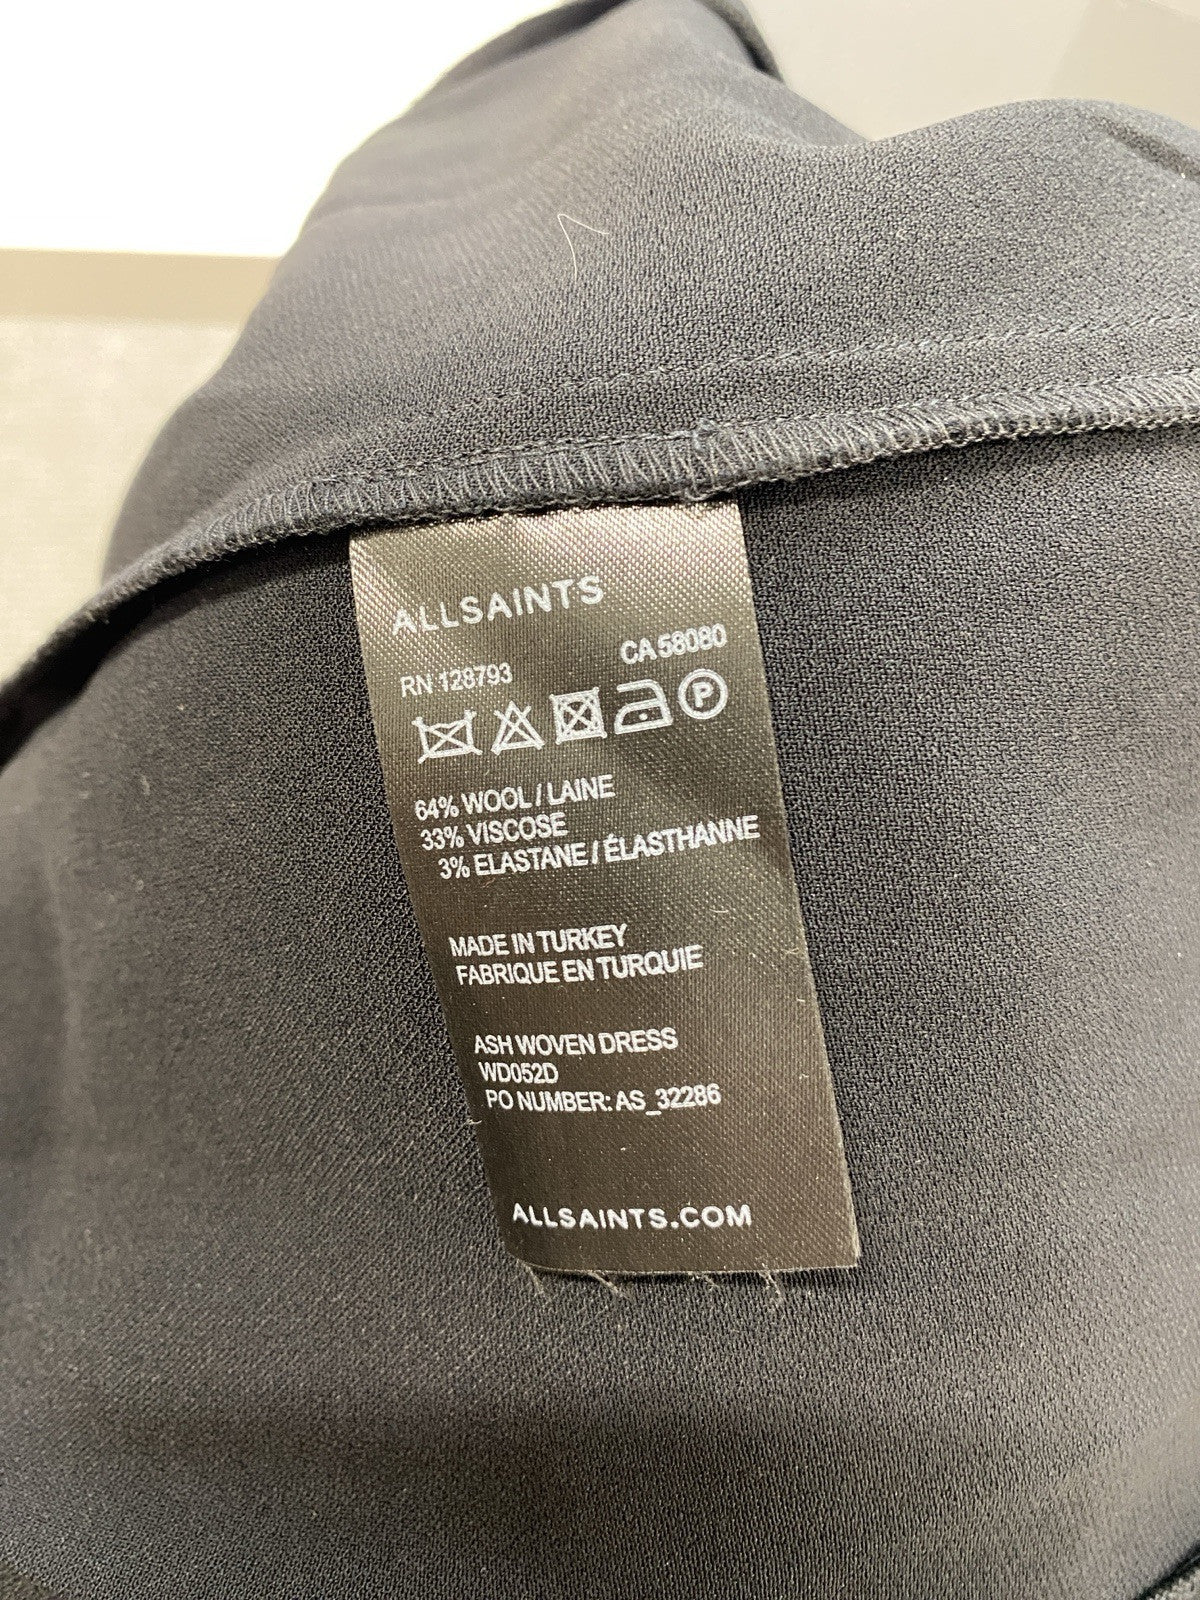 ALLSAINTS
RN 128793 CA 58080
P
64% WOOL / LAINE
33% VISCOSE
3% ELASTANE / ÉLASTHANNE
MADE IN TURKEY
FABRIQUE EN TURQUIE
ASH WOVEN DRESS
WD052D
PO NUMBER: AS_32286
ALLSAINTS.COM